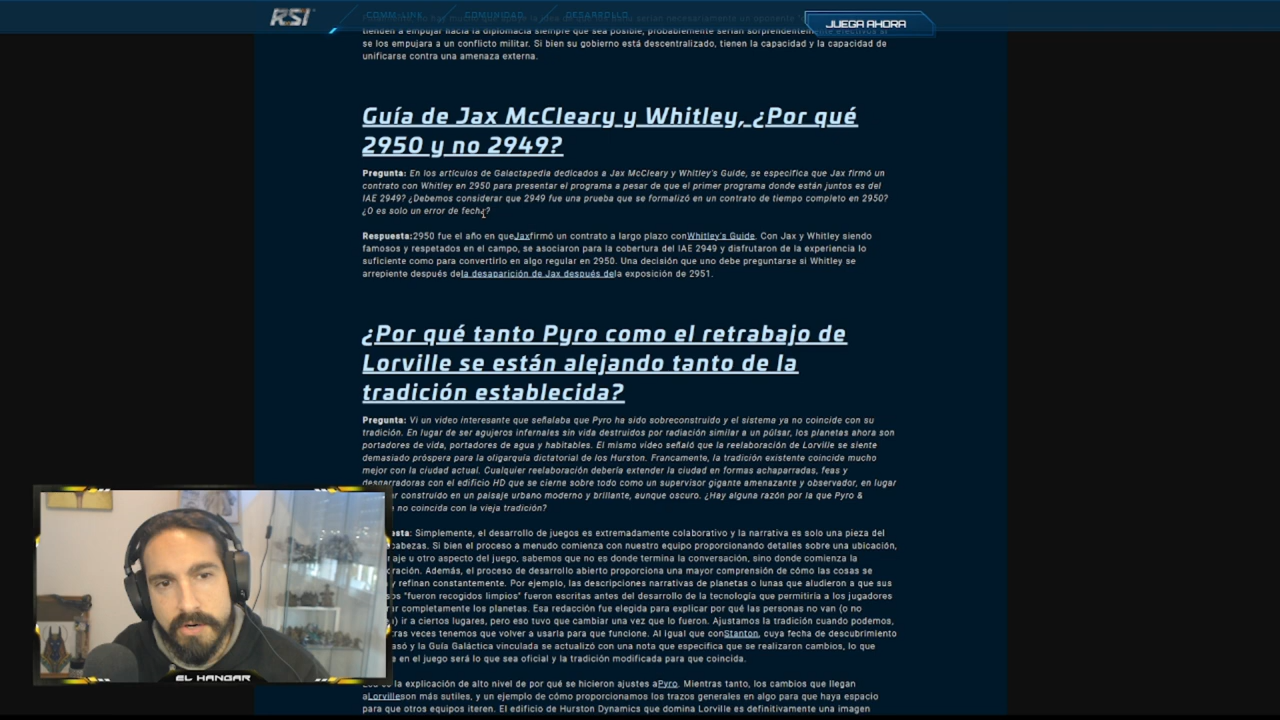 RSI
COMM-LINK
COMUNIDAD
DESARROLLO
JUEGA AHORA
tienden a empujar hacia la diplomacia siempre que sea posible, probablemente serían sorprendentemente efectivos si
se los empujara a un conflicto militar. Si bien su gobierno está descentralizado, tienen la capacidad y la capacidad de
unificarse contra una amenaza externa.
Guía de Jax McCleary y Whitley, ¿Por qué
2950 y no 2949?
Pregunta: En los artículos de Galactapedia dedicados a Jax McCleary y Whitley's Guide, se especifica que Jax firmó un
contrato con Whitley en 2950 para presentar el programa a pesar de que el primer programa donde están juntos es del
IAE 2949? ¿Debemos considerar que 2949 fue una prueba que se formalizó en un contrato de tiempo completo en 2950?
¿O es solo un error de fecha?
Respuesta:2950 fue el año en queJaxfirmó un contrato a largo plazo conWhitley's Guide. Con Jax y Whitley siendo
famosos y respetados en el campo, se asociaron para la cobertura del IAE 2949 y disfrutaron de la experiencia lo
suficiente como para convertirlo en algo regular en 2950. Una decisión que uno debe preguntarse si Whitley se
arrepiente después dela desaparición de Jax después dela exposición de 2951.
¿Por qué tanto Pyro como el retrabajo de
Lorville se están alejando tanto de la
tradición establecida?
Pregunta: Vi un video interesante que señalaba que Pyro ha sido sobreconstruido y el sistema ya no coincide con su
tradición. En lugar de ser agujeros infernales sin vida destruidos por radiación similar a un púlsar, los planetas ahora son
portadores de vida, portadores de agua y habitables. El mismo vídeo señaló que la reelaboración de Lorville se siente
demasiado próspera para la oligarquía dictatorial de los Hurston. Francamente, la tradición existente coincide mucho
mejor con la ciudad actual. Cualquier reelaboración debería extender la ciudad en formas achaparradas, feas y
desgarradoras con el edificio HD que se cierne sobre todo como un supervisor gigante amenazante y observador, en lugar
construido en un paisaje urbano moderno y brillante, aunque oscuro. ¿Hay alguna razón por la que Pyro &
no coincida con la vieja tradición?
esta: Simplemente, el desarrollo de juegos es extremadamente colaborativo y la narrativa es solo una pieza del
cabezas. Si bien el proceso a menudo comienza con nuestro equipo proporcionando detalles sobre una ubicación,
aje u otro aspecto del juego, sabemos que no es donde termina la conversación, sino donde comienza la
ración. Además, el proceso de desarrollo abierto proporciona una mayor comprensión de cómo las cosas se
y refinan constantemente. Por ejemplo, las descripciones narrativas de planetas o lunas que aludieron a que sus
os "fueron recogidos limpios" fueron escritas antes del desarrollo de la tecnología que permitiría a los jugadores
ar completamente los planetas. Esa redacción fue elegida para explicar por qué las personas no van (o no
) ir a ciertos lugares, pero eso tuvo que cambiar una vez que lo fueron. Ajustamos la tradición cuando podemos,
tras veces tenemos que volver a usarla para que funcione. Al igual que conStanton, cuya fecha de descubrimiento
asó y la Guía Galáctica vinculada se actualizó con una nota que especifica que se realizaron cambios, lo que
e en el juego será lo que sea oficial y la tradición modificada para que coincida.
la explicación de alto nivel de por qué se hicieron ajustes aPyro. Mientras tanto, los cambios que llegan
aLorvilleson más sutiles, y un ejemplo de cómo proporcionamos los trazos generales en algo para que haya espacio
para que otros equipos iteren. El edificio de Hurston Dynamics que domina Lorville es definitivamente una imagen
EL HANGAR